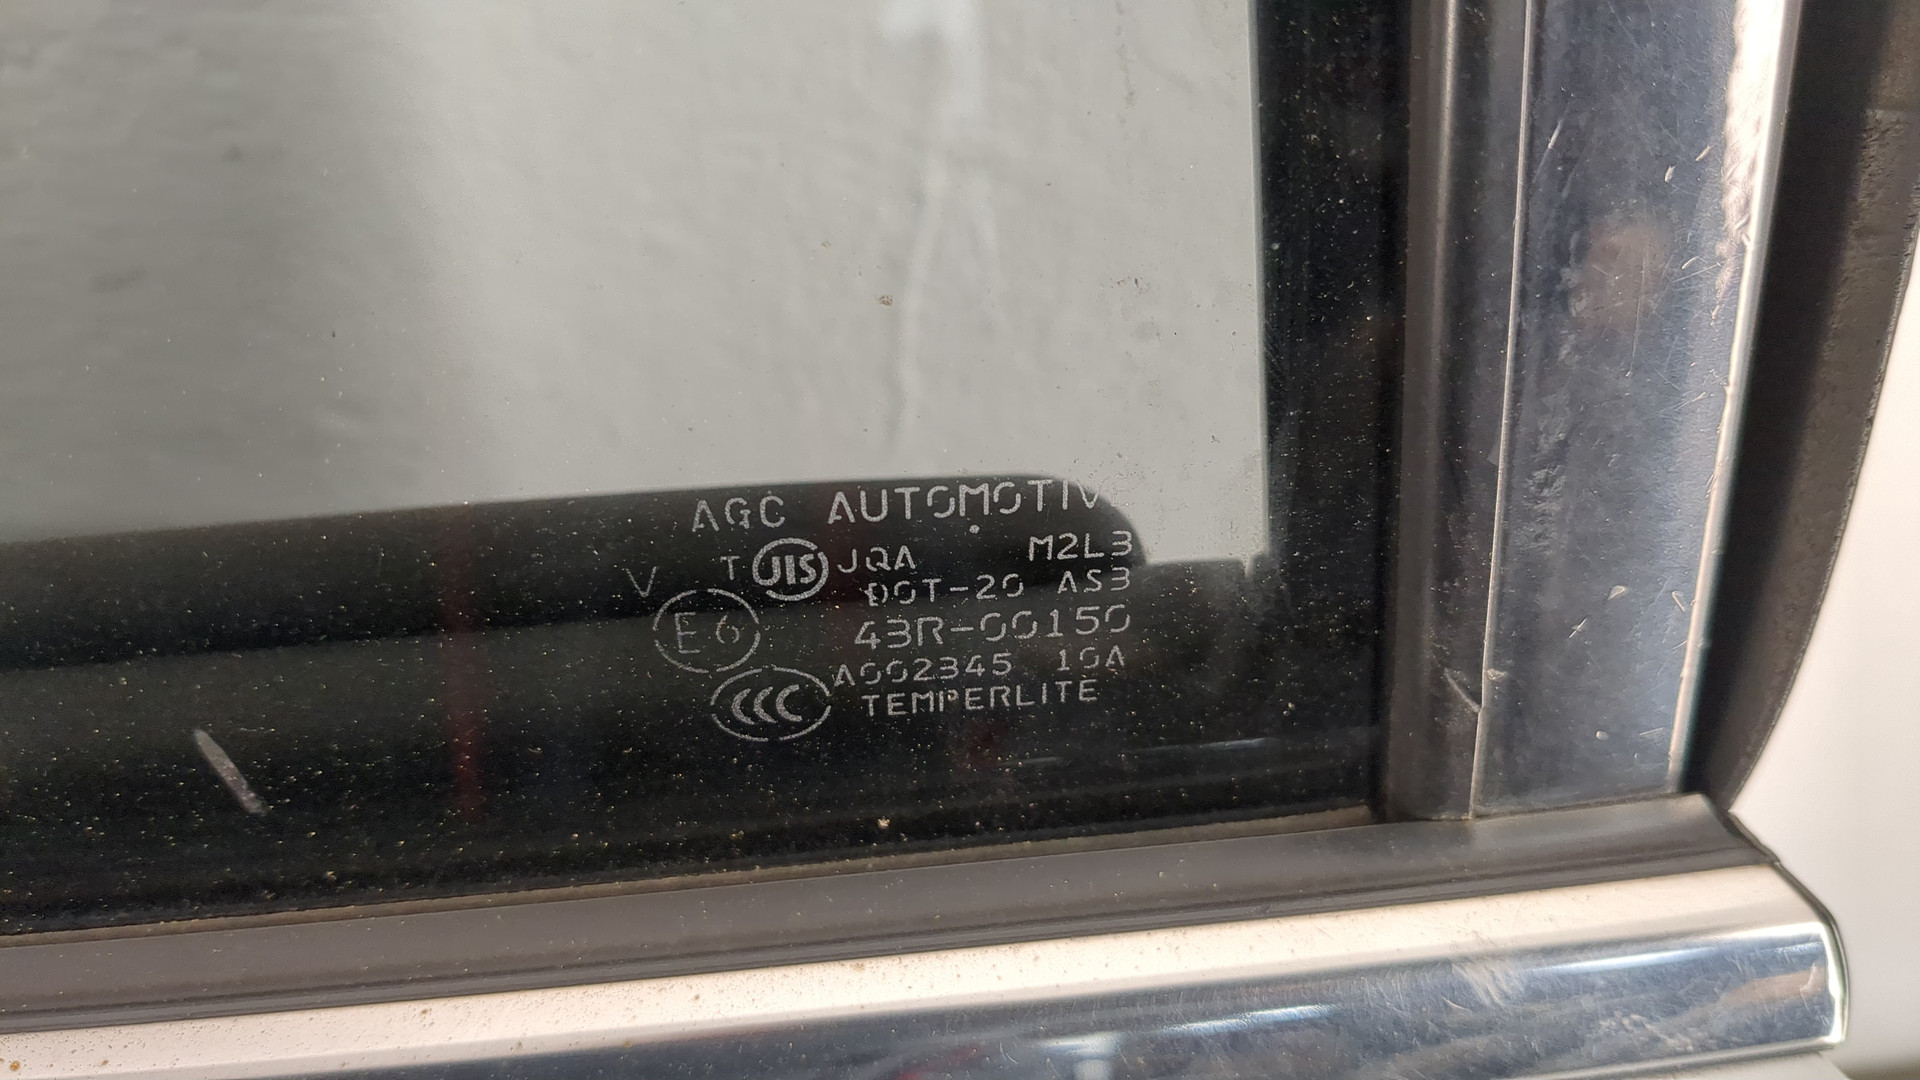 AGC AUTOMOTIVE
T JIS JQA M2L3
V DOT-20 AS3
E6 43R-00150
A002345 10A
CCC TEMPERLITE